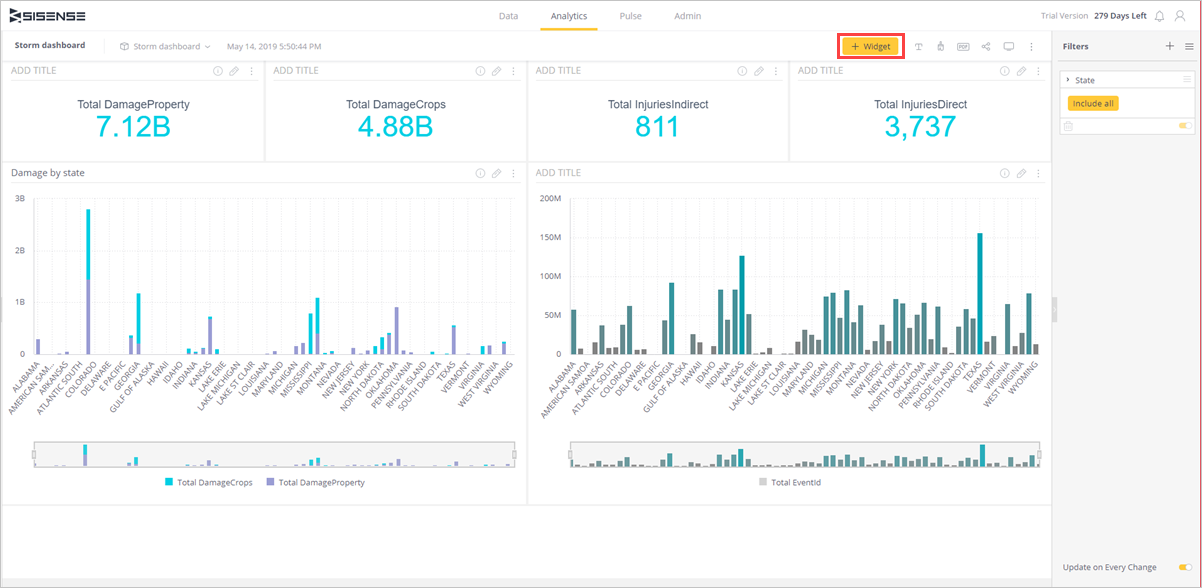 SISENSE
Data Analytics Pulse Admin
Trial Version 279 Days Left
Storm dashboard
Storm dashboard
May 14, 2019 5:50:44 PM
+ Widget
PDF
Filters
ADD TITLE
ADD TITLE
ADD TITLE
ADD TITLE
Total DamageProperty
7.12B
Total DamageCrops
4.88B
Total InjuriesIndirect
811
Total InjuriesDirect
3,737
State
Include all
Damage by state
3B
2B
1B
0
ALABAMA
AMERICAN SAM...
ARKANSAS
ATLANTIC SOUTH
COLORADO
DELAWARE
E PACIFIC
GEORGIA
GULF OF ALASKA
HAWAII
IDAHO
INDIANA
KANSAS
LAKE ERIE
LAKE MICHIGAN
LAKE ST CLAIR
LOUISIANA
MARYLAND
MICHIGAN
MISSISSIPPI
MONTANA
NEVADA
NEW JERSEY
NEW YORK
NORTH DAKOTA
OKLAHOMA
PENNSYLVANIA
RHODE ISLAND
SOUTH DAKOTA
TEXAS
VERMONT
VIRGINIA
WEST VIRGINIA
WYOMING
Total DamageCrops
Total DamageProperty
ADD TITLE
200M
150M
100M
50M
0
ALABAMA
AMERICAN SAMOA
ARKANSAS
ATLANTIC SOUTH
COLORADO
DELAWARE
E PACIFIC
GEORGIA
GULF OF ALASKA
HAWAII
IDAHO
INDIANA
KANSAS
LAKE ERIE
LAKE MICHIGAN
LAKE ST CLAIR
LOUISIANA
MARYLAND
MICHIGAN
MISSISSIPPI
MONTANA
NEVADA
NEW JERSEY
NEW YORK
NORTH DAKOTA
OKLAHOMA
PENNSYLVANIA
RHODE ISLAND
SOUTH DAKOTA
TEXAS
VERMONT
VIRGINIA
WEST VIRGINIA
WYOMING
Total EventId
Update on Every Change